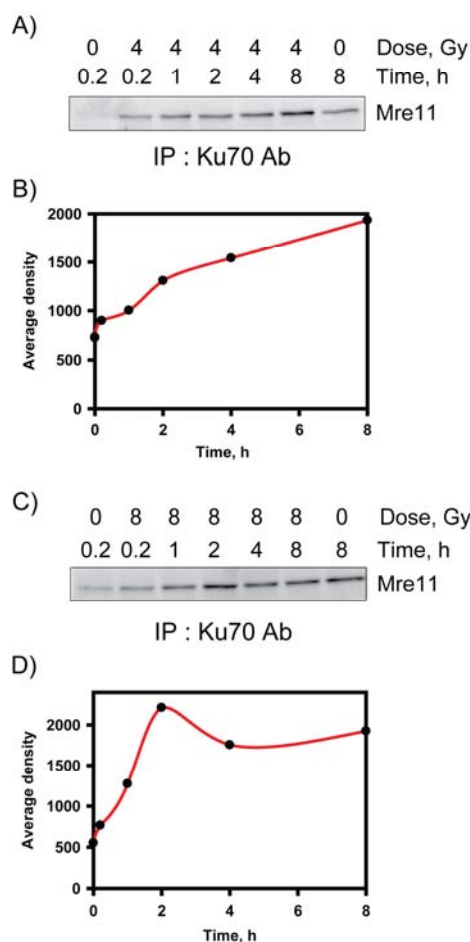 A)
0 4 4 4 4 4 0 Dose, Gy
0.2 0.2 1 2 4 8 8 Time, h
Mre11
IP : Ku70 Ab
B)
2000
1500
1000
500
0
Average density
0 2 4 6 8
Time, h
C)
0 8 8 8 8 8 0 Dose, Gy
0.2 0.2 1 2 4 8 8 Time, h
Mre11
IP : Ku70 Ab
D)
2000
1500
1000
500
0
Average density
0 2 4 6 8
Time, h